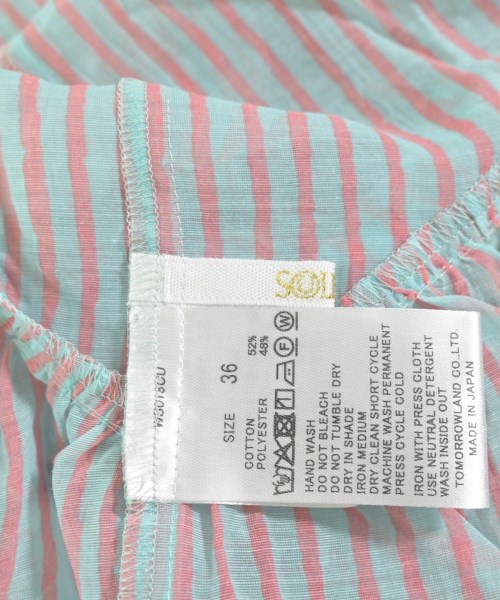 SOIL
W3018CU
SIZE 36
COTTON 52%
POLYESTER 48%
HAND WASH
DO NOT BLEACH
DO NOT TUMBLE DRY
DRY IN SHADE
IRON MEDIUM
DRY CLEAN SHORT CYCLE
MACHINE WASH PERMANENT
PRESS CYCLE COLD
IRON WITH PRESS CLOTH
USE NEUTRAL DETERGENT
WASH INSIDE OUT
TOMORROWLAND CO.,LTD.
MADE IN JAPAN